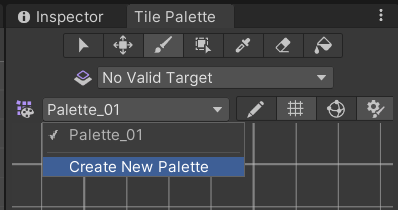 Inspector Tile Palette
No Valid Target
Palette_01
Palette_01
Create New Palette